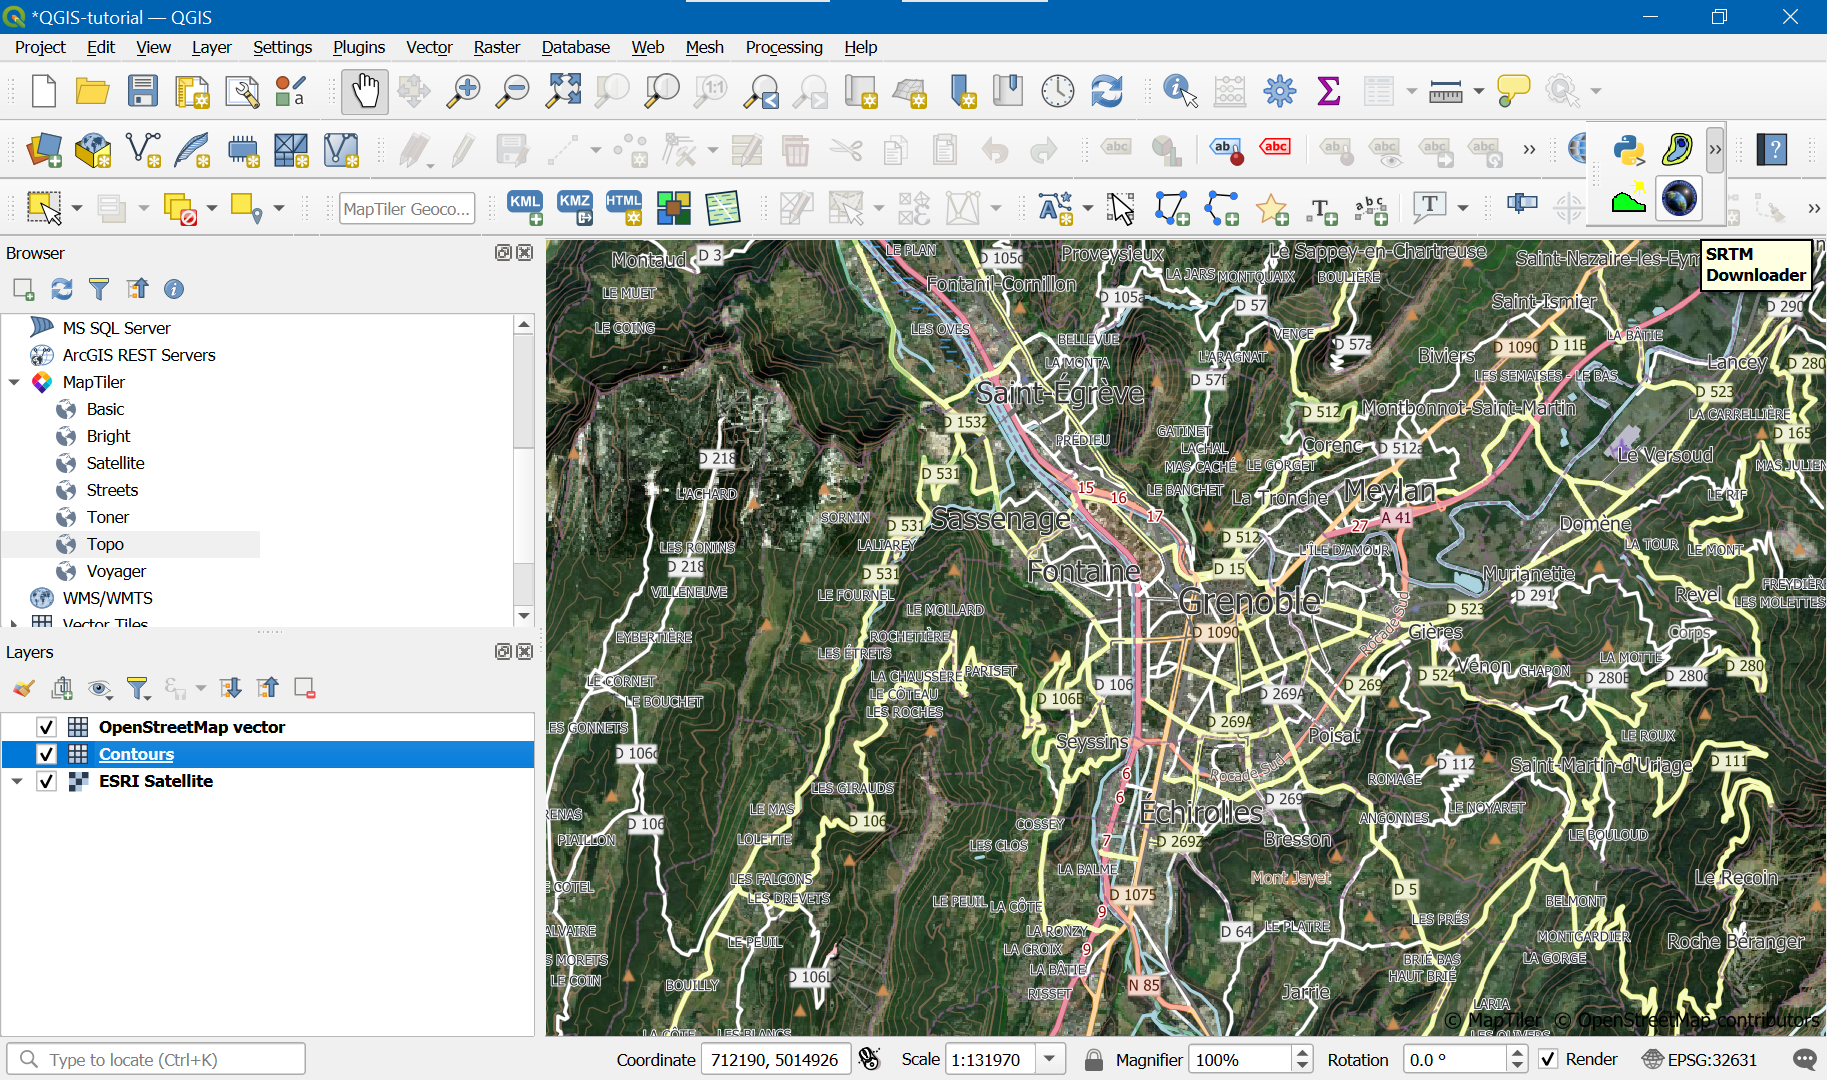 *QGIS-tutorial — QGIS
Project Edit View Layer Settings Plugins Vector Raster Database Web Mesh Processing Help
MapTiler Geoco...
KML KMZ HTML
abc
abc
SRTM
Downloader
Browser
MS SQL Server
ArcGIS REST Servers
MapTiler
Basic
Bright
Satellite
Streets
Toner
Topo
Voyager
WMS/WMTS
Vector Tiles
Layers
OpenStreetMap vector
Contours
ESRI Satellite
Montaud D 3 LE PLAN D 105c Proveysieux Le Sappey-en-Chartreuse Saint-Nazaire-les-Eym
LE MUET Fontanil-Cornillon LA JARS MONTQUAIX BOULIÈRE
D 105a D 57 Saint-Ismier D 290
LE COING LES OVES BELLEVUE VENCE D 57a LA BÂTIE
LA MONTA L'ARAGNAT Biviers D 1090 D 11B Lancey D 280
D 57f LES SEMAISES - LE BAS
Saint-Égrève D 523
D 1532 D 512 Montbonnot-Saint-Martin LA CARRELLIÈRE
PRÉDIEU GATINET Corenc D 512a D 165
D 218 LACHAL Le Versoud
D 531 MAS CACHÉ LE GORGET MAS JULIEN
L'ACHARD 15 16 LE BANCHET La Tronche Meylan LE RIF
SORNIN Sassenage 17 27 A 41 Domène
LES RONINS D 531 LALIAREY D 512 L'ÎLE D'AMOUR LA TOUR LE MONT
D 218 D 531 Fontaine D 15 Murianette FREYDIÈRE
VILLENEUVE LE FOURNEL Grenoble D 291 Revel LES MOLETTES
LE MOLLARD D 523
EYBERTIÈRE ROCHETIÈRE D 1090 Rocade Sud Gières Corps
LES ÉTRETS LA MOTTE
LA CHAUSSÈRE PARISET D 524 Venon CHAPON D 280
LE CORNET D 106 D 269 D 280B D 280c
LE BOUCHET LE CÔTEAU D 106B D 269A
LES ROCHES
ES GONNETS D 269A Poisat LE ROUX
D 106c Seyssins D 112 Saint-Martin-d'Uriage D 111
6 Rocade Sud ROMAGE
LES GIRAUDS 6 D 269 LE NOYARET
RENAS LE MAS D 106 COSSEY Échirolles ANGONNES
PIAILLON D 106 LOLETTE LES CLOS 7 D 269Z Bresson LE BOULOUD
LA BALME Mont Jayet Le Recoin
E COTEL LES FALCONS D 1075 D 5
LES DREVETS LE PEUIL LA CÔTE 9 BELMONT
ALVAIRE LE PEUIL LA RONZY D 64 LE PLATRE LES PRÉS MONTGARDIER Roche Béranger
LA CROIX 9
S MORETS D 106L LA BÂTIE BRIÉ BAS LA GORGE
LE COIN BOUILLY N 85 HAUT BRIÉ
RISSET Jarrie LARIA
LA CÔTE LES BLANCS
© MapTiler © OpenStreetMap contributors
Type to locate (Ctrl+K) Coordinate 712190, 5014926 Scale 1:131970 Magnifier 100% Rotation 0.0 ° Render EPSG:32631